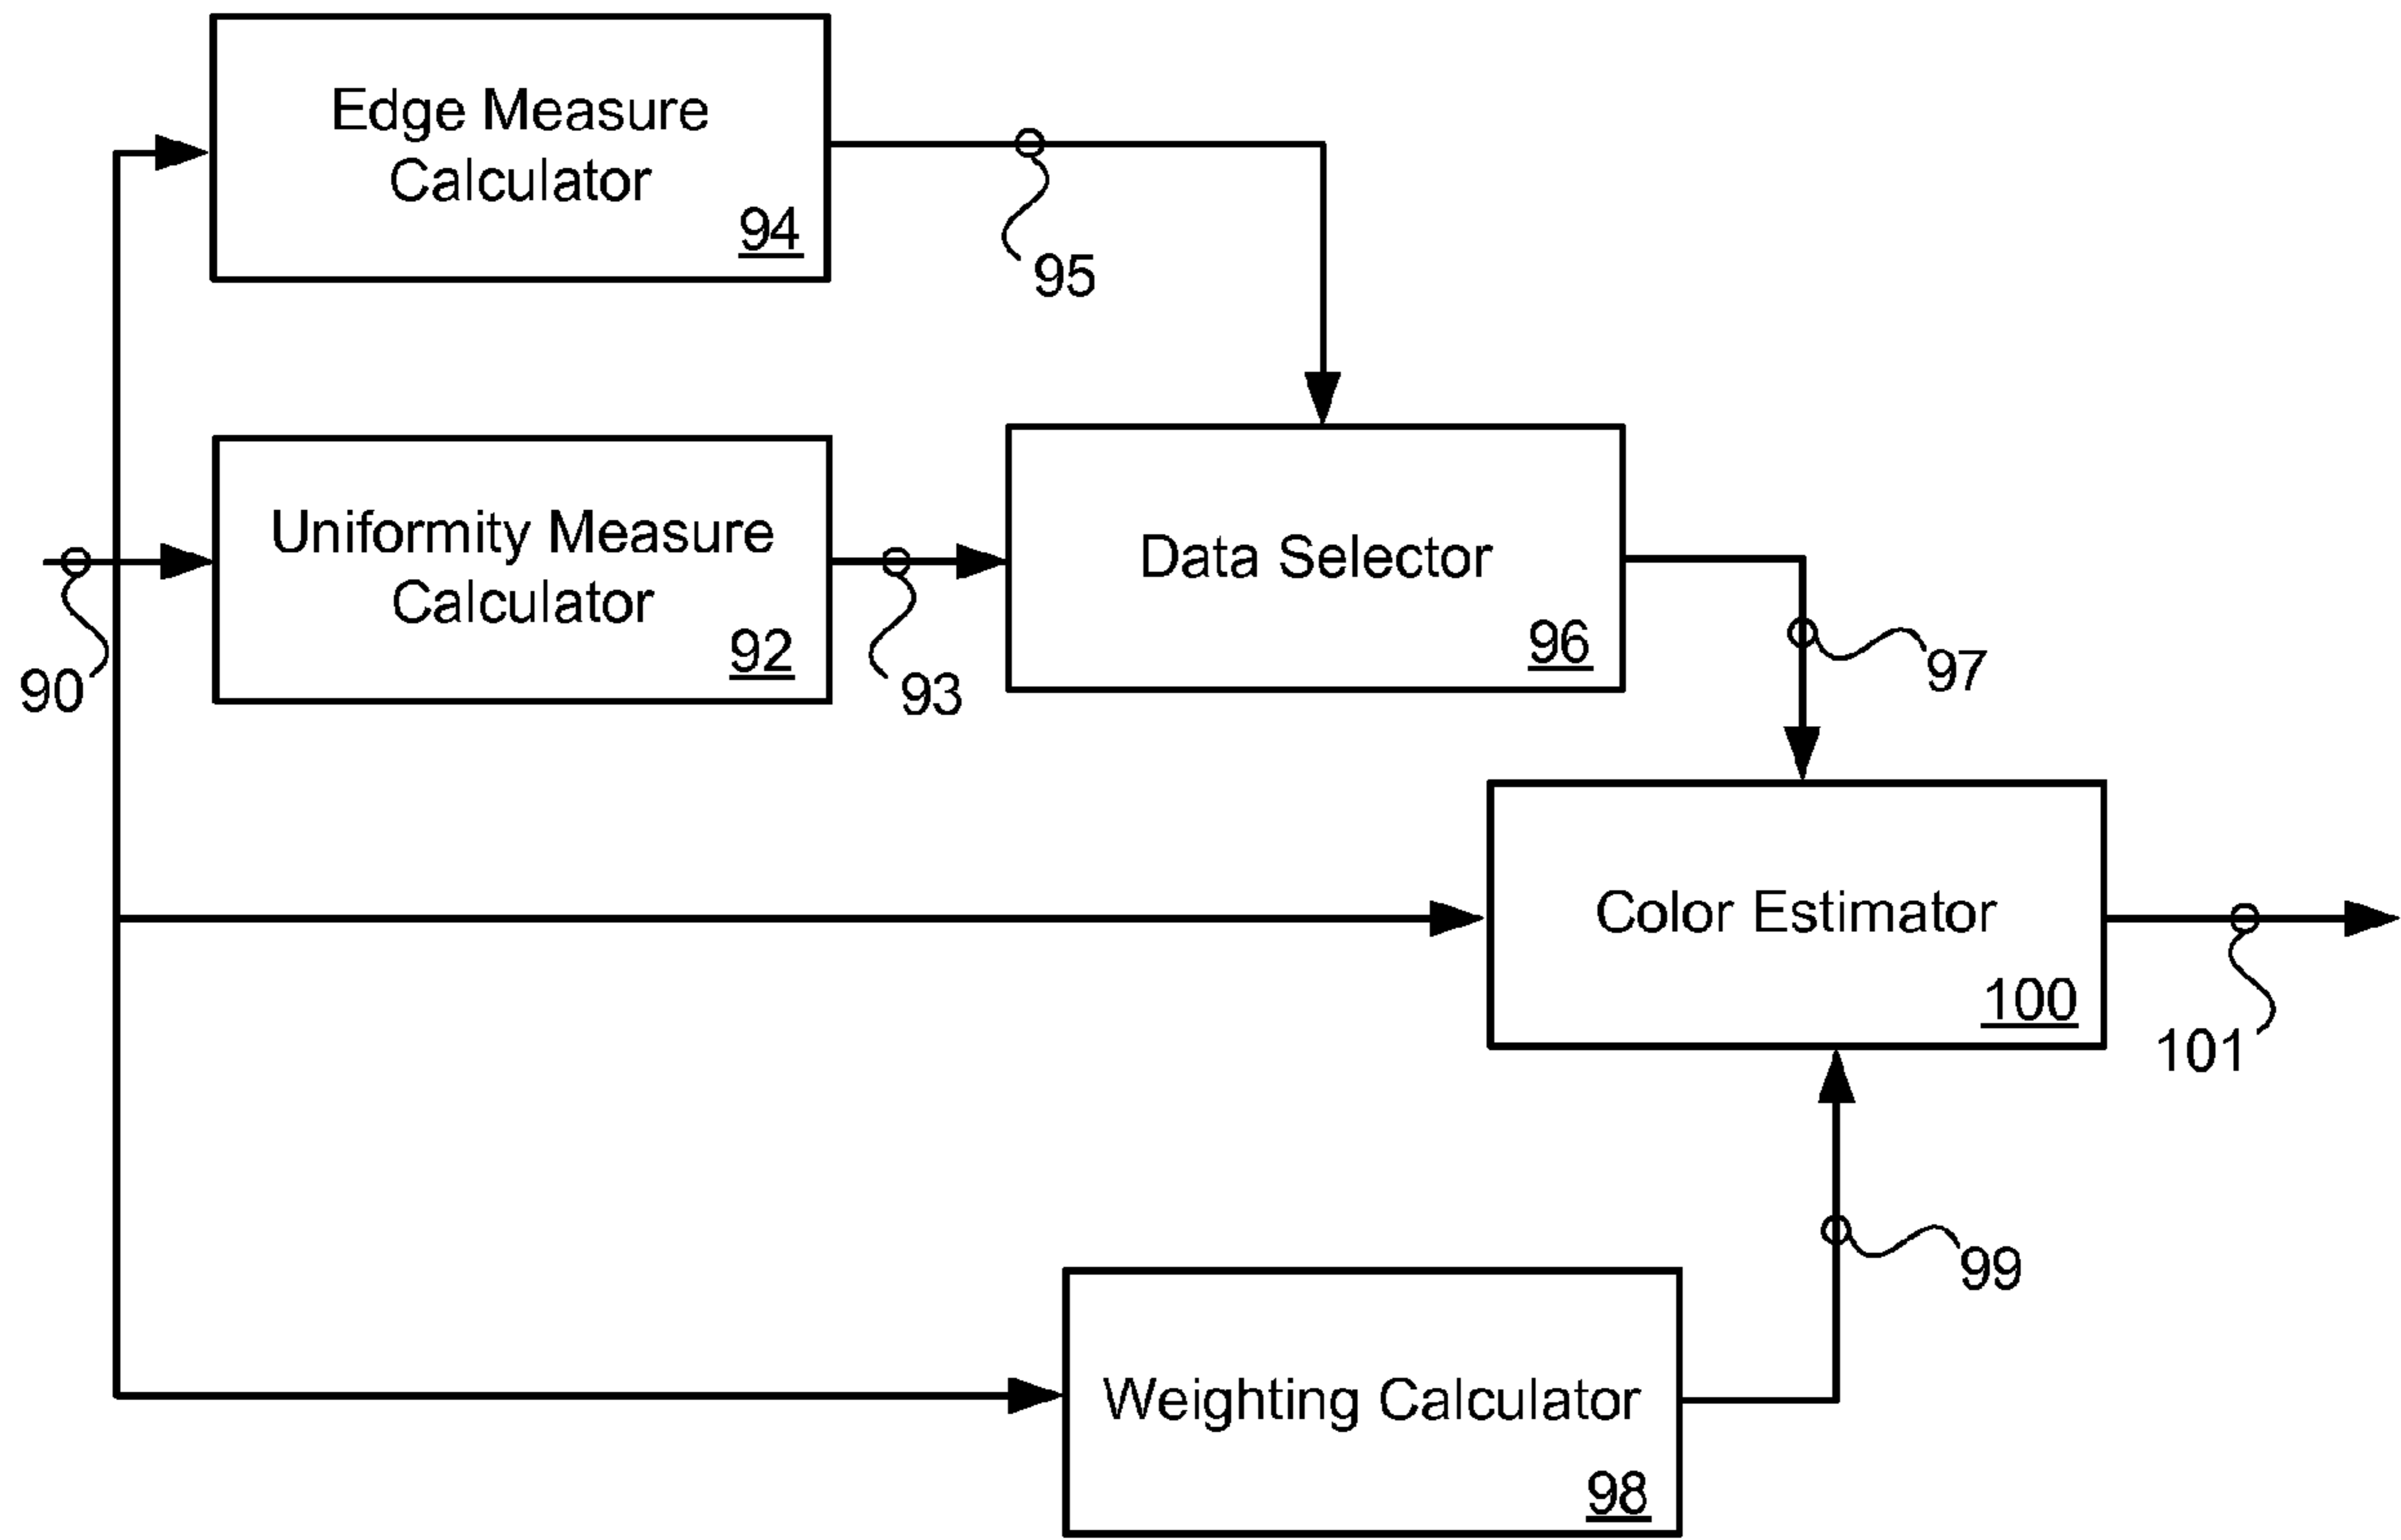 Edge Measure
Calculator
94
95
Uniformity Measure
Calculator
92
90
93
Data Selector
96
97
Color Estimator
100
101
99
Weighting Calculator
98